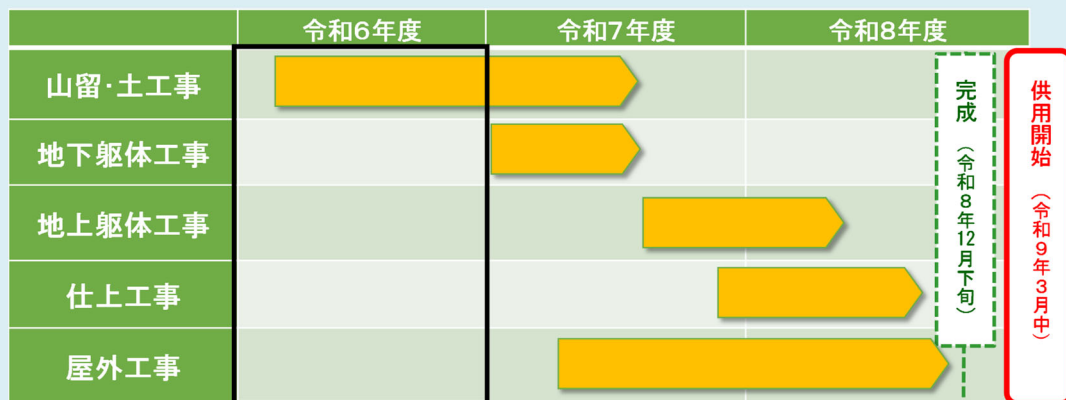 令和6年度
令和7年度
令和8年度
山留・土工事
地下躯体工事
地上躯体工事
仕上工事
屋外工事
完成（令和8年12月下旬）
供用開始（令和9年3月中）